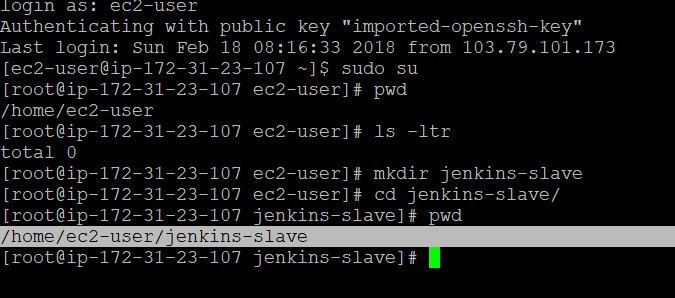 login as: ec2-user
Authenticating with public key "imported-openssh-key"
Last login: Sun Feb 18 08:16:33 2018 from 103.79.101.173
[ec2-user@ip-172-31-23-107 ~]$ sudo su
[root@ip-172-31-23-107 ec2-user]# pwd
/home/ec2-user
[root@ip-172-31-23-107 ec2-user]# ls -ltr
total 0
[root@ip-172-31-23-107 ec2-user]# mkdir jenkins-slave
[root@ip-172-31-23-107 ec2-user]# cd jenkins-slave/
[root@ip-172-31-23-107 jenkins-slave]# pwd
/home/ec2-user/jenkins-slave
[root@ip-172-31-23-107 jenkins-slave]#